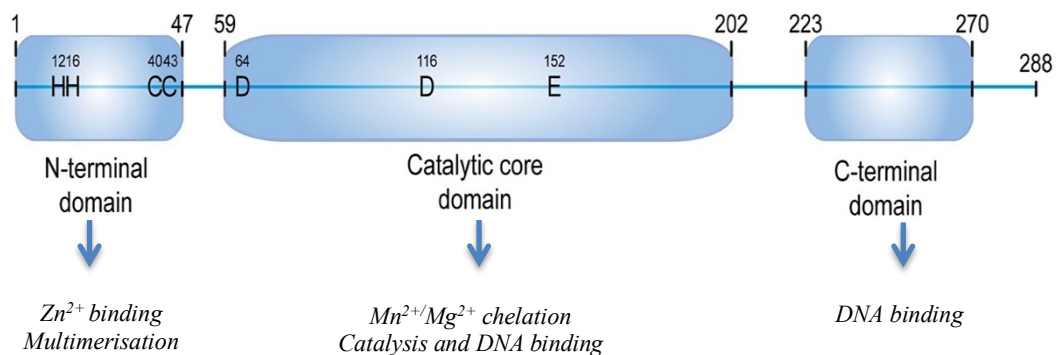 1 47 59 202 223 270
1216 4043 64 116 152 288
HH CC D D E
N-terminal
domain
Catalytic core
domain
C-terminal
domain
Zn²⁺ binding
Multimerisation
Mn²⁺/Mg²⁺ chelation
Catalysis and DNA binding
DNA binding